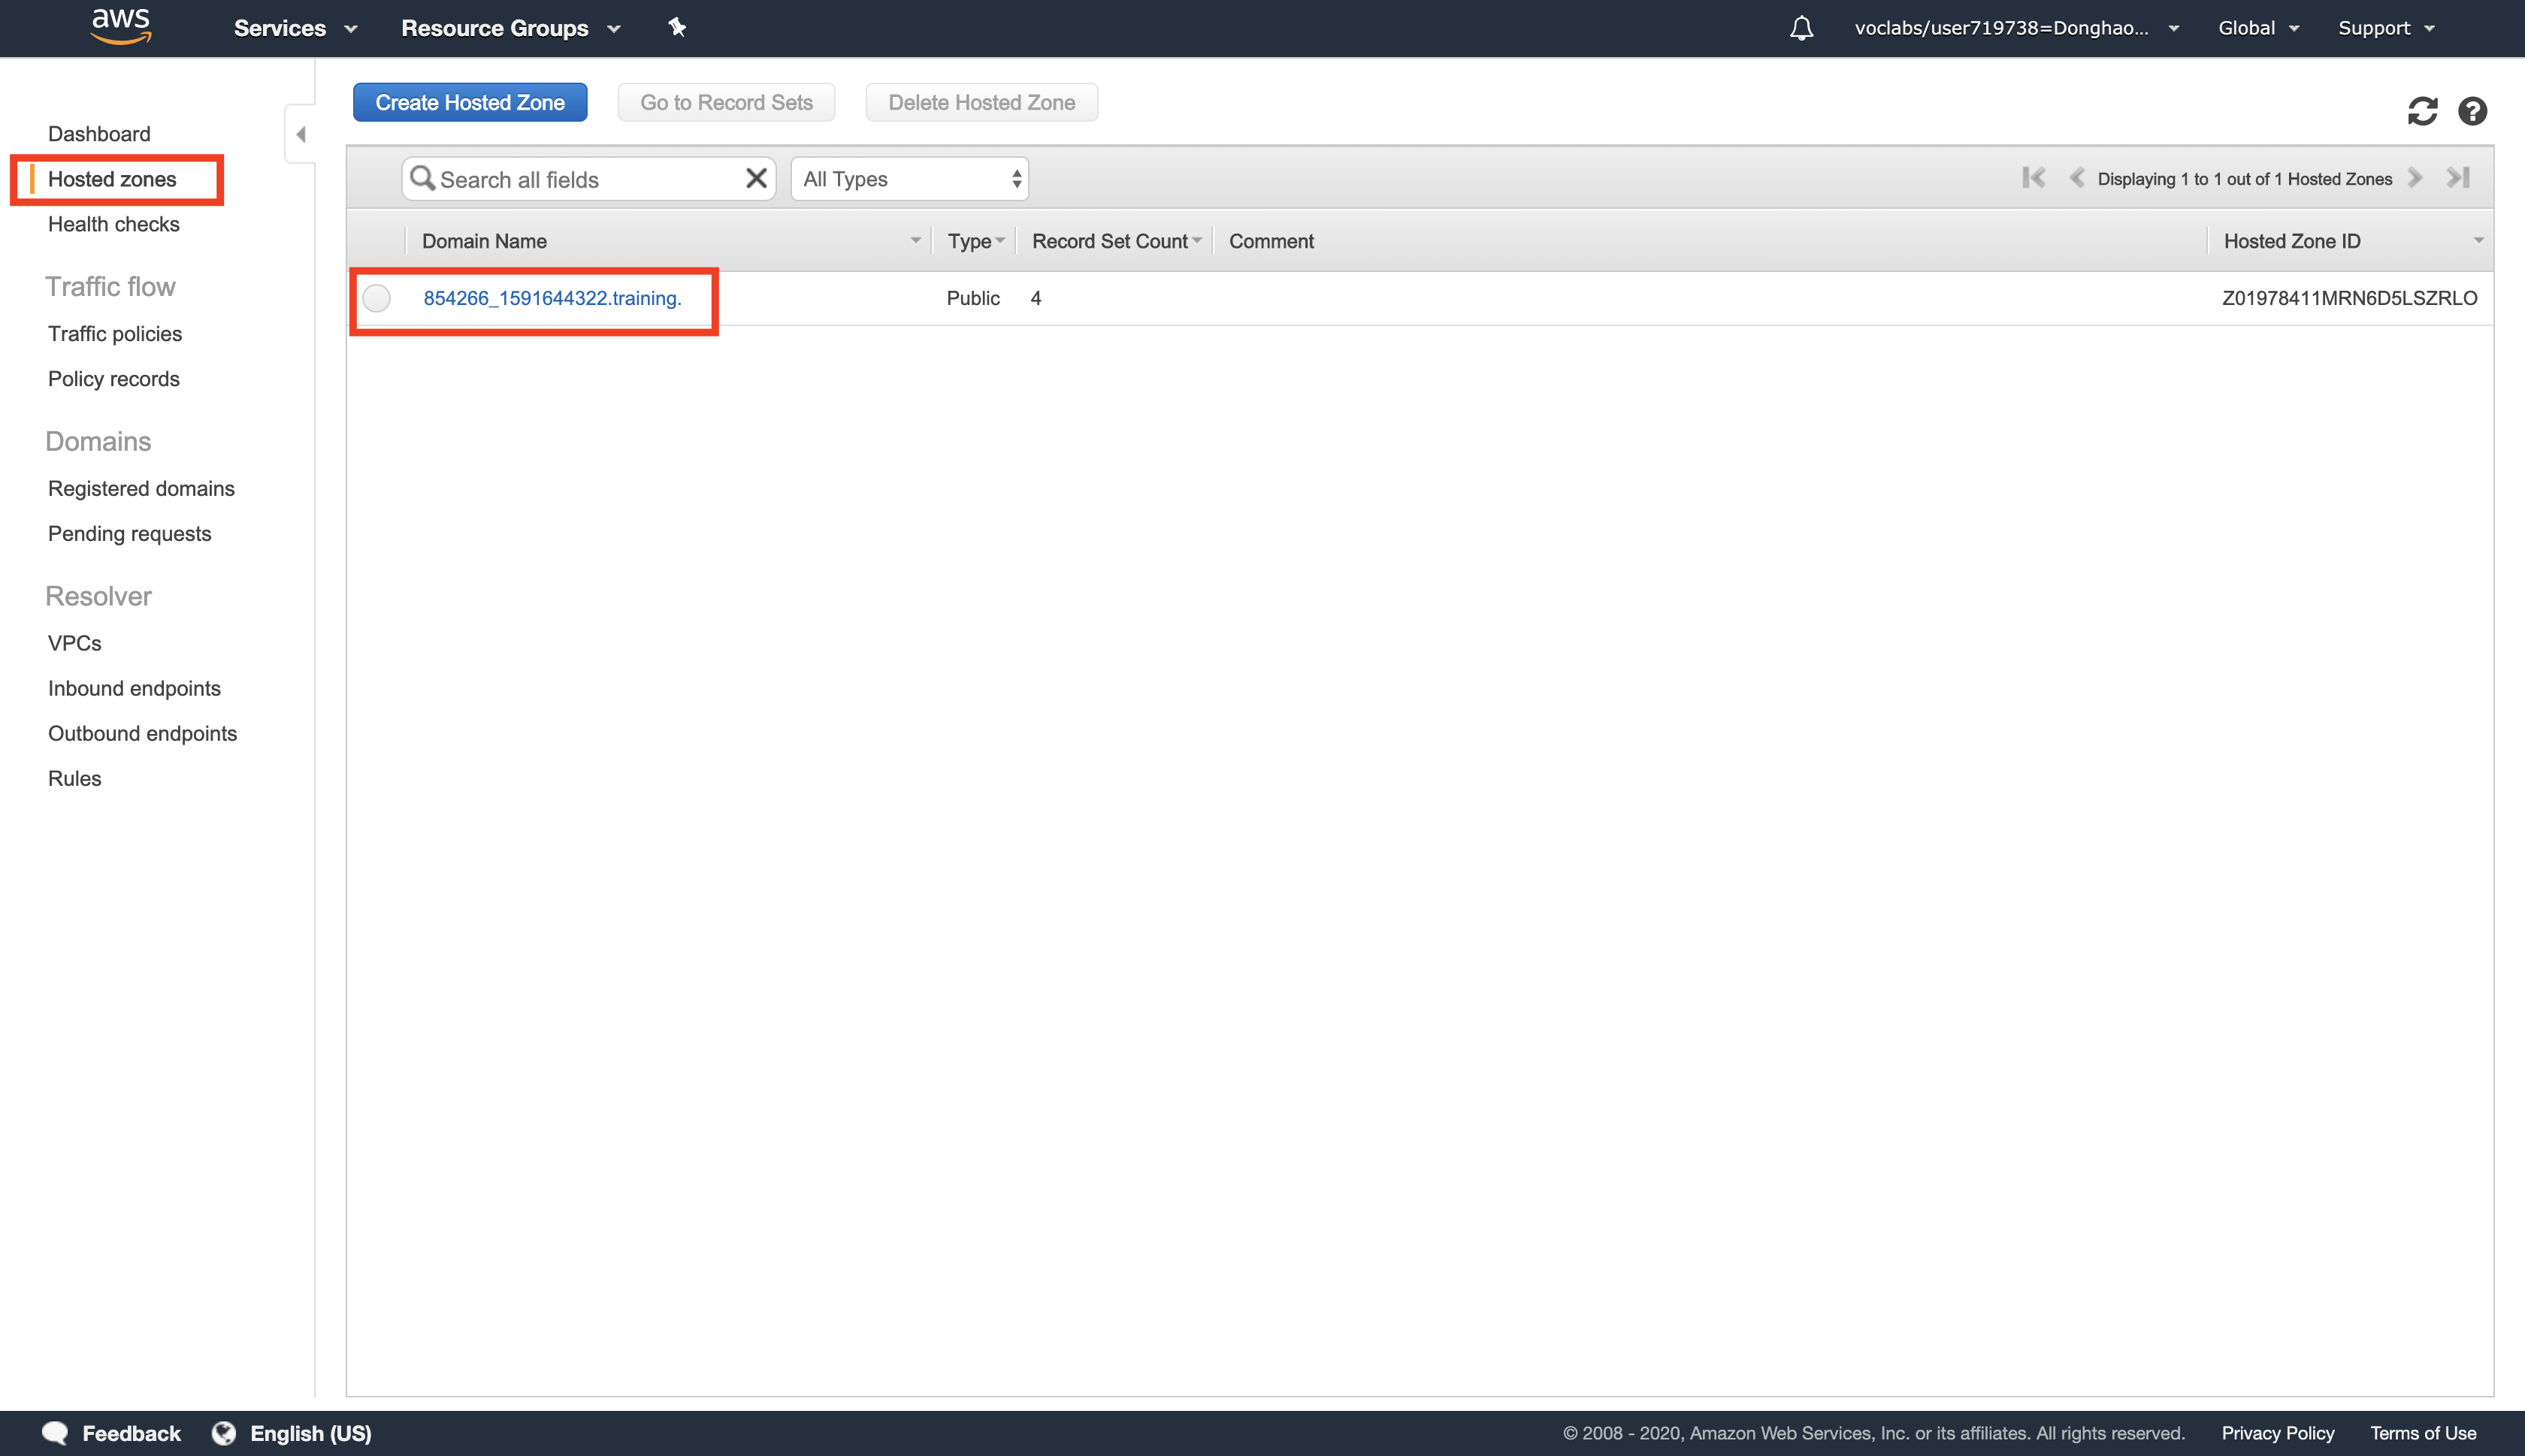 aws Services Resource Groups voclabs/user719738=Donghao... Global Support
Create Hosted Zone Go to Record Sets Delete Hosted Zone
Dashboard
Hosted zones
Health checks
Traffic flow
Traffic policies
Policy records
Domains
Registered domains
Pending requests
Resolver
VPCs
Inbound endpoints
Outbound endpoints
Rules
Search all fields All Types Displaying 1 to 1 out of 1 Hosted Zones
Domain Name Type Record Set Count Comment Hosted Zone ID
854266_1591644322.training. Public 4 Z01978411MRN6D5LSZRLO
Feedback English (US) © 2008 - 2020, Amazon Web Services, Inc. or its affiliates. All rights reserved. Privacy Policy Terms of Use